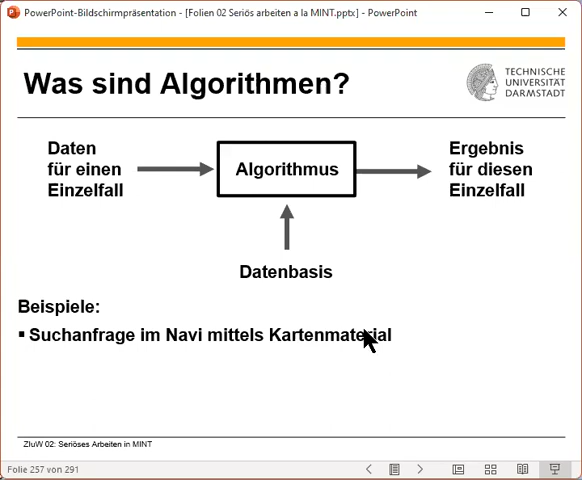 PowerPoint-Bildschirmpräsentation - [Folien 02 Seriös arbeiten a la MINT.pptx] - PowerPoint
Was sind Algorithmen?
TECHNISCHE
UNIVERSITÄT
DARMSTADT
Daten
für einen
Einzelfall
Algorithmus
Ergebnis
für diesen
Einzelfall
Datenbasis
Beispiele:
▪ Suchanfrage im Navi mittels Kartenmaterial
ZIuW 02: Seriöses Arbeiten in MINT
Folie 257 von 291